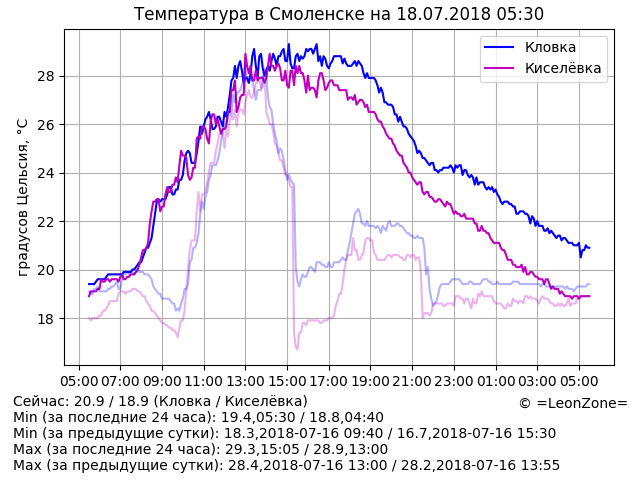 Температура в Смоленске на 18.07.2018 05:30
градусов Цельсия, °C
28
26
24
22
20
18
Кловка
Киселёвка
05:00 07:00 09:00 11:00 13:00 15:00 17:00 19:00 21:00 23:00 01:00 03:00 05:00
Сейчас: 20.9 / 18.9 (Кловка / Киселёвка)
© =LeonZone=
Min (за последние 24 часа): 19.4,05:30 / 18.8,04:40
Min (за предыдущие сутки): 18.3,2018-07-16 09:40 / 16.7,2018-07-16 15:30
Max (за последние 24 часа): 29.3,15:05 / 28.9,13:00
Max (за предыдущие сутки): 28.4,2018-07-16 13:00 / 28.2,2018-07-16 13:55